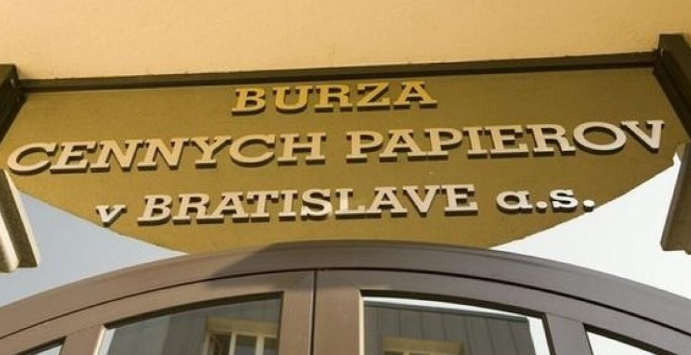 BURZA
CENNYCH PAPIEROV
v BRATISLAVE a.s.